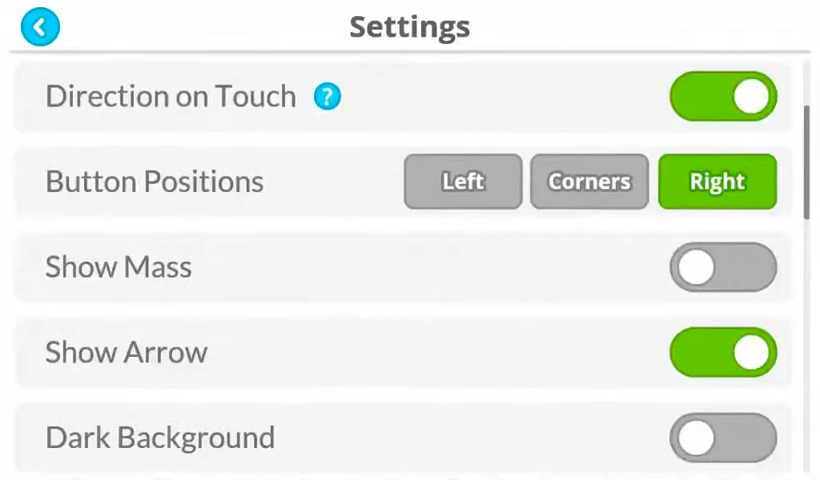 Settings
Direction on Touch ?
Button Positions Left Corners Right
Show Mass
Show Arrow
Dark Background